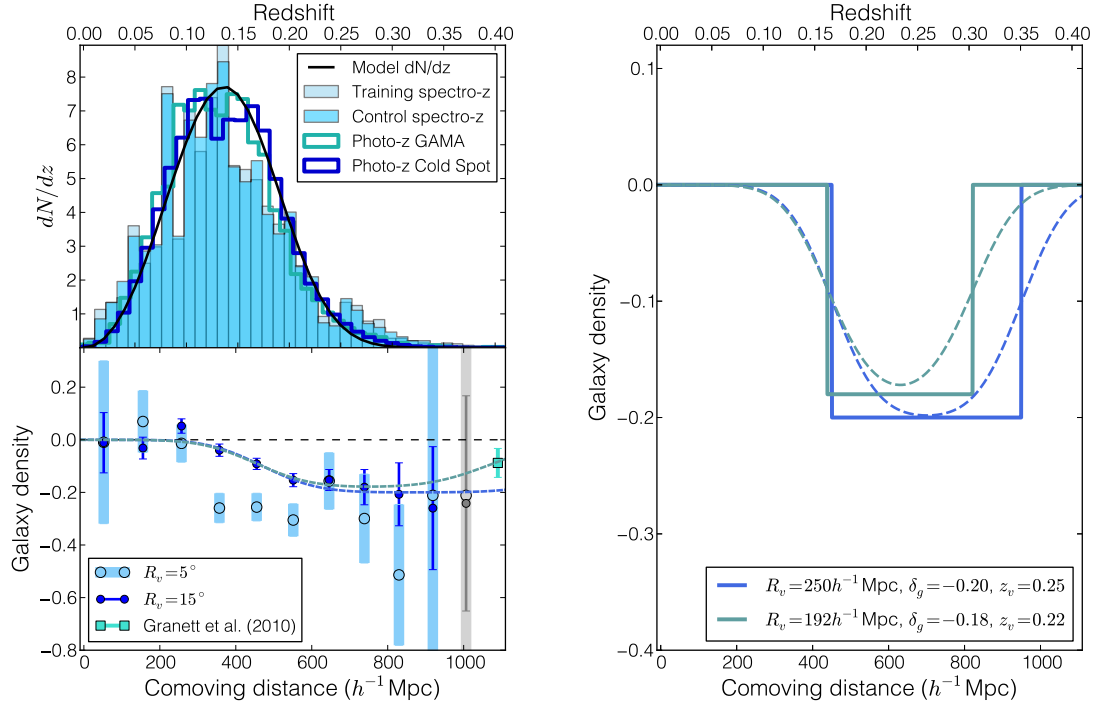 Redshift
0.00 0.05 0.10 0.15 0.20 0.25 0.30 0.35 0.40
8
7
6
5
4
3
2
1
dN/dz
Model dN/dz
Training spectro-z
Control spectro-z
Photo-z GAMA
Photo-z Cold Spot
0.2
0.0
−0.2
−0.4
−0.6
−0.8
Galaxy density
R_v=5°
R_v=15°
Granett et al. (2010)
0 200 400 600 800 1000
Comoving distance (h⁻¹ Mpc)
Redshift
0.00 0.05 0.10 0.15 0.20 0.25 0.30 0.35 0.40
0.1
0.0
−0.1
−0.2
−0.3
−0.4
Galaxy density
R_v=250h⁻¹ Mpc, δ_g=−0.20, z_v=0.25
R_v=192h⁻¹ Mpc, δ_g=−0.18, z_v=0.22
0 200 400 600 800 1000
Comoving distance (h⁻¹ Mpc)